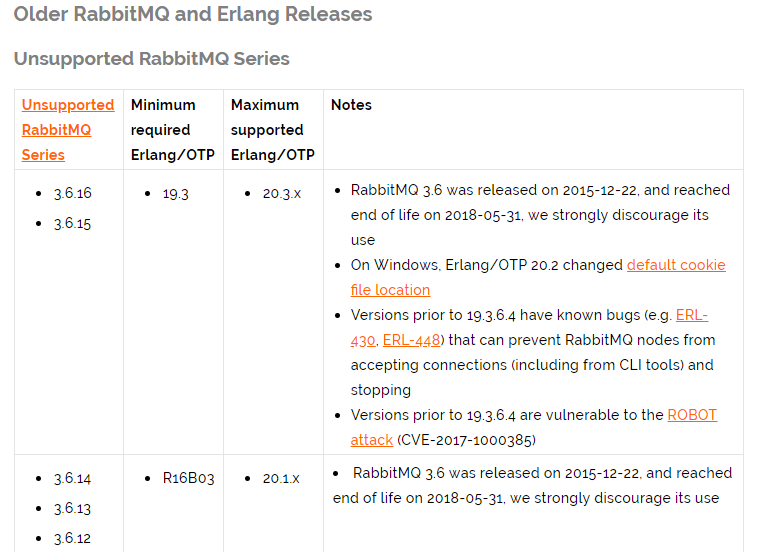 Older RabbitMQ and Erlang Releases
Unsupported RabbitMQ Series
Unsupported
RabbitMQ
Series
Minimum
required
Erlang/OTP
Maximum
supported
Erlang/OTP
Notes
• 3.6.16
• 3.6.15
• 19.3
• 20.3.x
• RabbitMQ 3.6 was released on 2015-12-22, and reached
end of life on 2018-05-31, we strongly discourage its
use
• On Windows, Erlang/OTP 20.2 changed default cookie
file location
• Versions prior to 19.3.6.4 have known bugs (e.g. ERL-
430, ERL-448) that can prevent RabbitMQ nodes from
accepting connections (including from CLI tools) and
stopping
• Versions prior to 19.3.6.4 are vulnerable to the ROBOT
attack (CVE-2017-1000385)
• 3.6.14
• 3.6.13
• 3.6.12
• R16B03
• 20.1.x
• RabbitMQ 3.6 was released on 2015-12-22, and reached
end of life on 2018-05-31, we strongly discourage its use